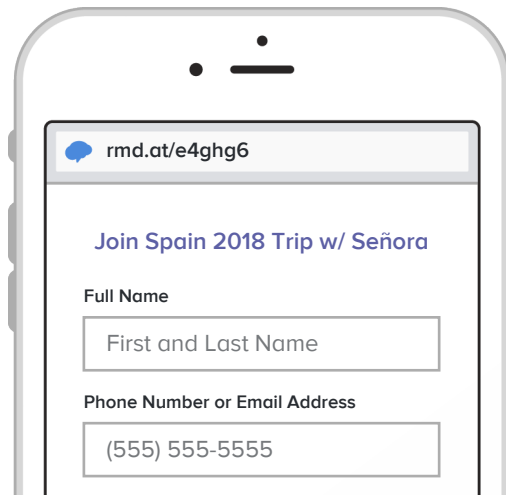 rmd.at/e4ghg6
Join Spain 2018 Trip w/ Señora
Full Name
First and Last Name
Phone Number or Email Address
(555) 555-5555